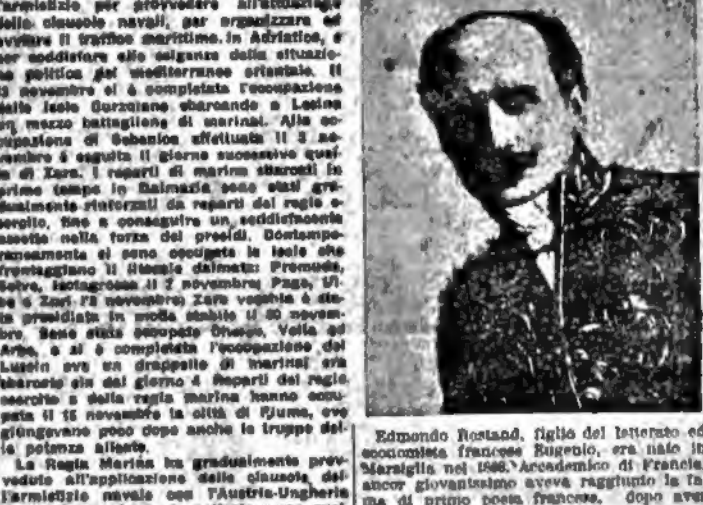 l'armistizio per provvedere all'attuazione
delle clausole navali, per organizzare ed
avviare il traffico marittimo in Adriatico, e
per soddisfare alle esigenze della situazio-
ne politica del mediterraneo orientale. Il
novembre si è completata l'occupazione
delle Isole Curzolane sbarcando a Lesina
un mezzo battaglione di marinai. Alla oc-
cupazione di Sebenico effettuata il 3 no-
vembre è seguita il giorno successivo quel-
la di Zara. I reparti di marina sbarcati in
primo tempo in Dalmazia sono stati gra-
dualmente rinforzati da reparti del regio e-
sercito, fino a conseguire un soddisfacente
assetto nella forza dei presidi. Contempo-
raneamente si sono occupate le isole che
fronteggiano il litorale dalmata: Premuda,
Selve, Isolagrossa il 7 novembre; Pago, Ul-
bo novembre; Zara vecchia è sta-
ta presidiata in modo stabile il 20 novem-
bre. Sono state occupate Cherso, Veglia ed
Arbe, e si è completata l'occupazione del
Lussin ove un drappello di marinai era
sbarcato sin dal giorno 4 Reparti del regio
esercito e della regia marina hanno occu-
pata il 15 novembre la città di Fiume, ove
giungevano poco dopo anche le truppe del-
le potenze alleate.
La Regia Marina ha gradualmente prov-
veduto all'applicazione delle clausole del-
l'armistizio navale con l'Austria-Ungheria
Edmondo Rostand, figlio del letterato ed
economista francese Eugenio, era nato in
Marsiglia nel Accademico di Francia,
ancor giovanissimo aveva raggiunto la fa-
ma di primo poeta francese, dopo aver